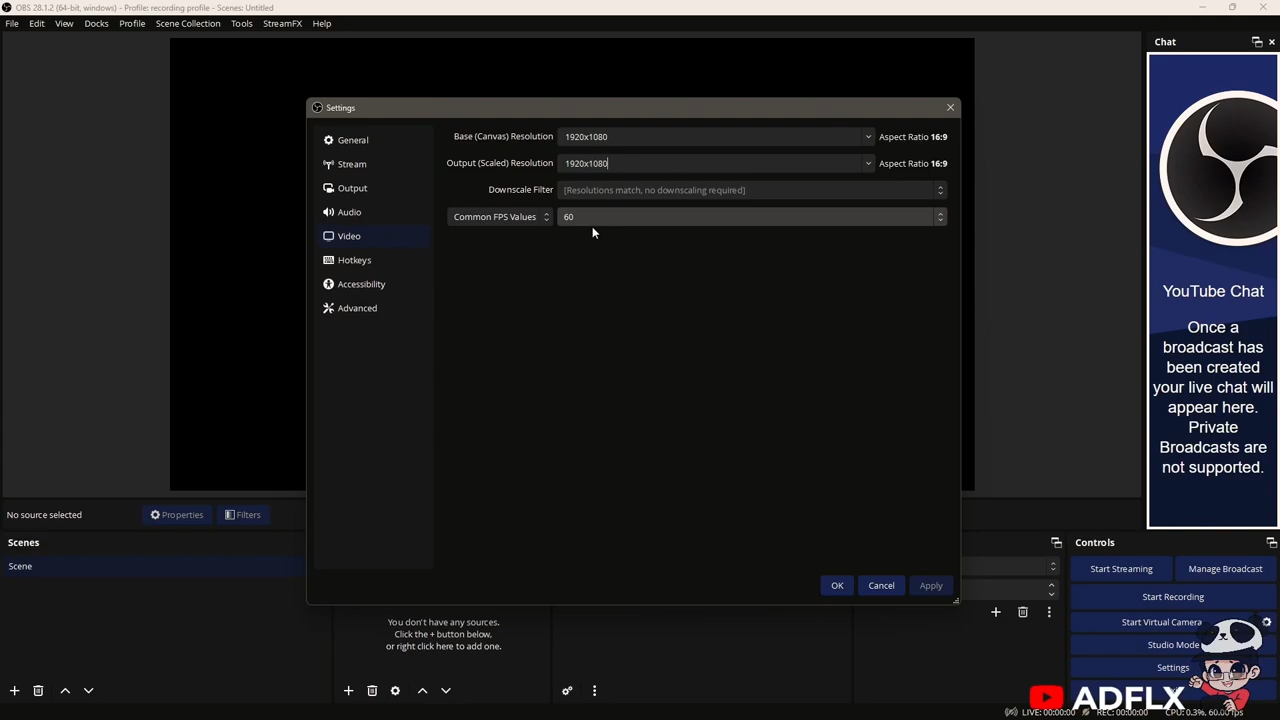 OBS 28.1.2 (64-bit, windows) - Profile: recording profile - Scenes: Untitled
File Edit View Docks Profile Scene Collection Tools StreamFX Help
Chat
Settings
General
Stream
Output
Audio
Video
Hotkeys
Accessibility
Advanced
Base (Canvas) Resolution 1920x1080 Aspect Ratio 16:9
Output (Scaled) Resolution 1920x1080 Aspect Ratio 16:9
Downscale Filter [Resolutions match, no downscaling required]
Common FPS Values 60
OK Cancel Apply
YouTube Chat
Once a
broadcast has
been created
your live chat will
appear here.
Private
Broadcasts are
not supported.
No source selected Properties Filters
Scenes
Scene
You don't have any sources.
Click the + button below,
or right click here to add one.
Controls
Start Streaming Manage Broadcast
Start Recording
Start Virtual Camera
Studio Mode
Settings
ADFLX
LIVE: 00:00:00 REC: 00:00:00 CPU: 0.3%, 60.00 fps